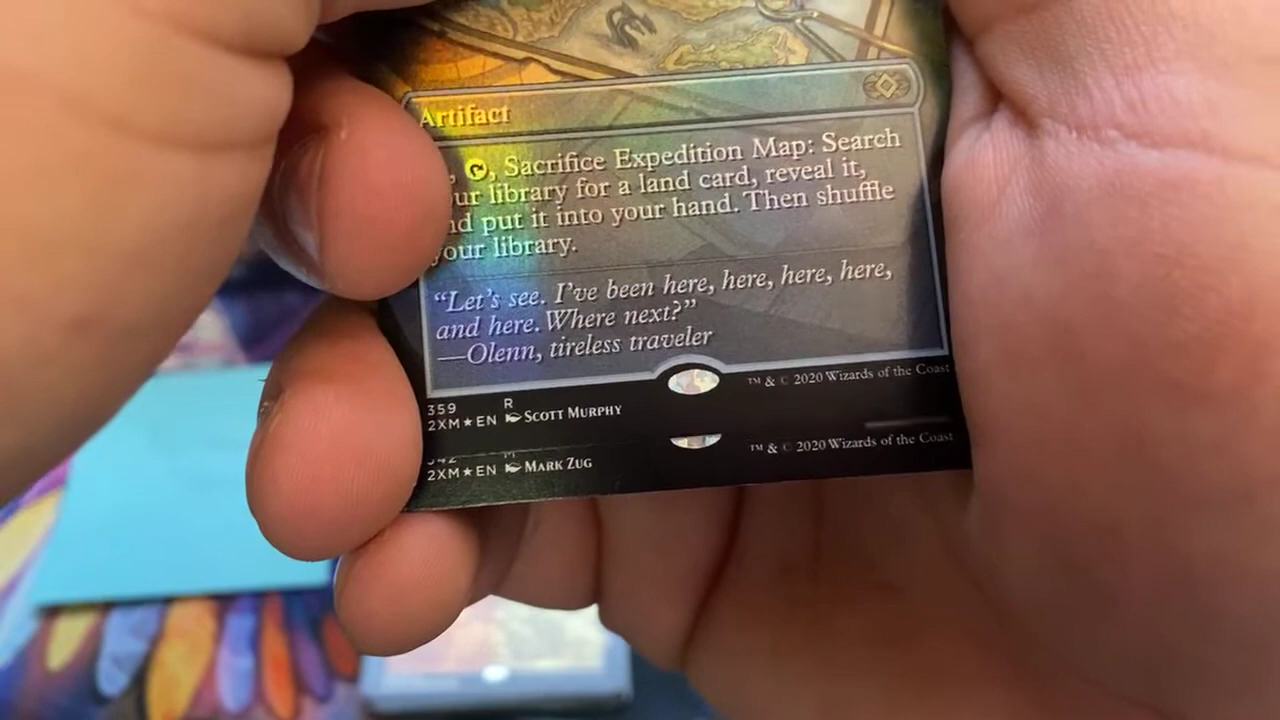 Artifact
, Sacrifice Expedition Map: Search
ur library for a land card, reveal it,
nd put it into your hand. Then shuffle
your library.
“Let’s see. I’ve been here, here, here, here,
and here. Where next?”
—Olenn, tireless traveler
359 R
2XM★EN SCOTT MURPHY
™ & © 2020 Wizards of the Coast
2XM★EN MARK ZUG
™ & © 2020 Wizards of the Coast